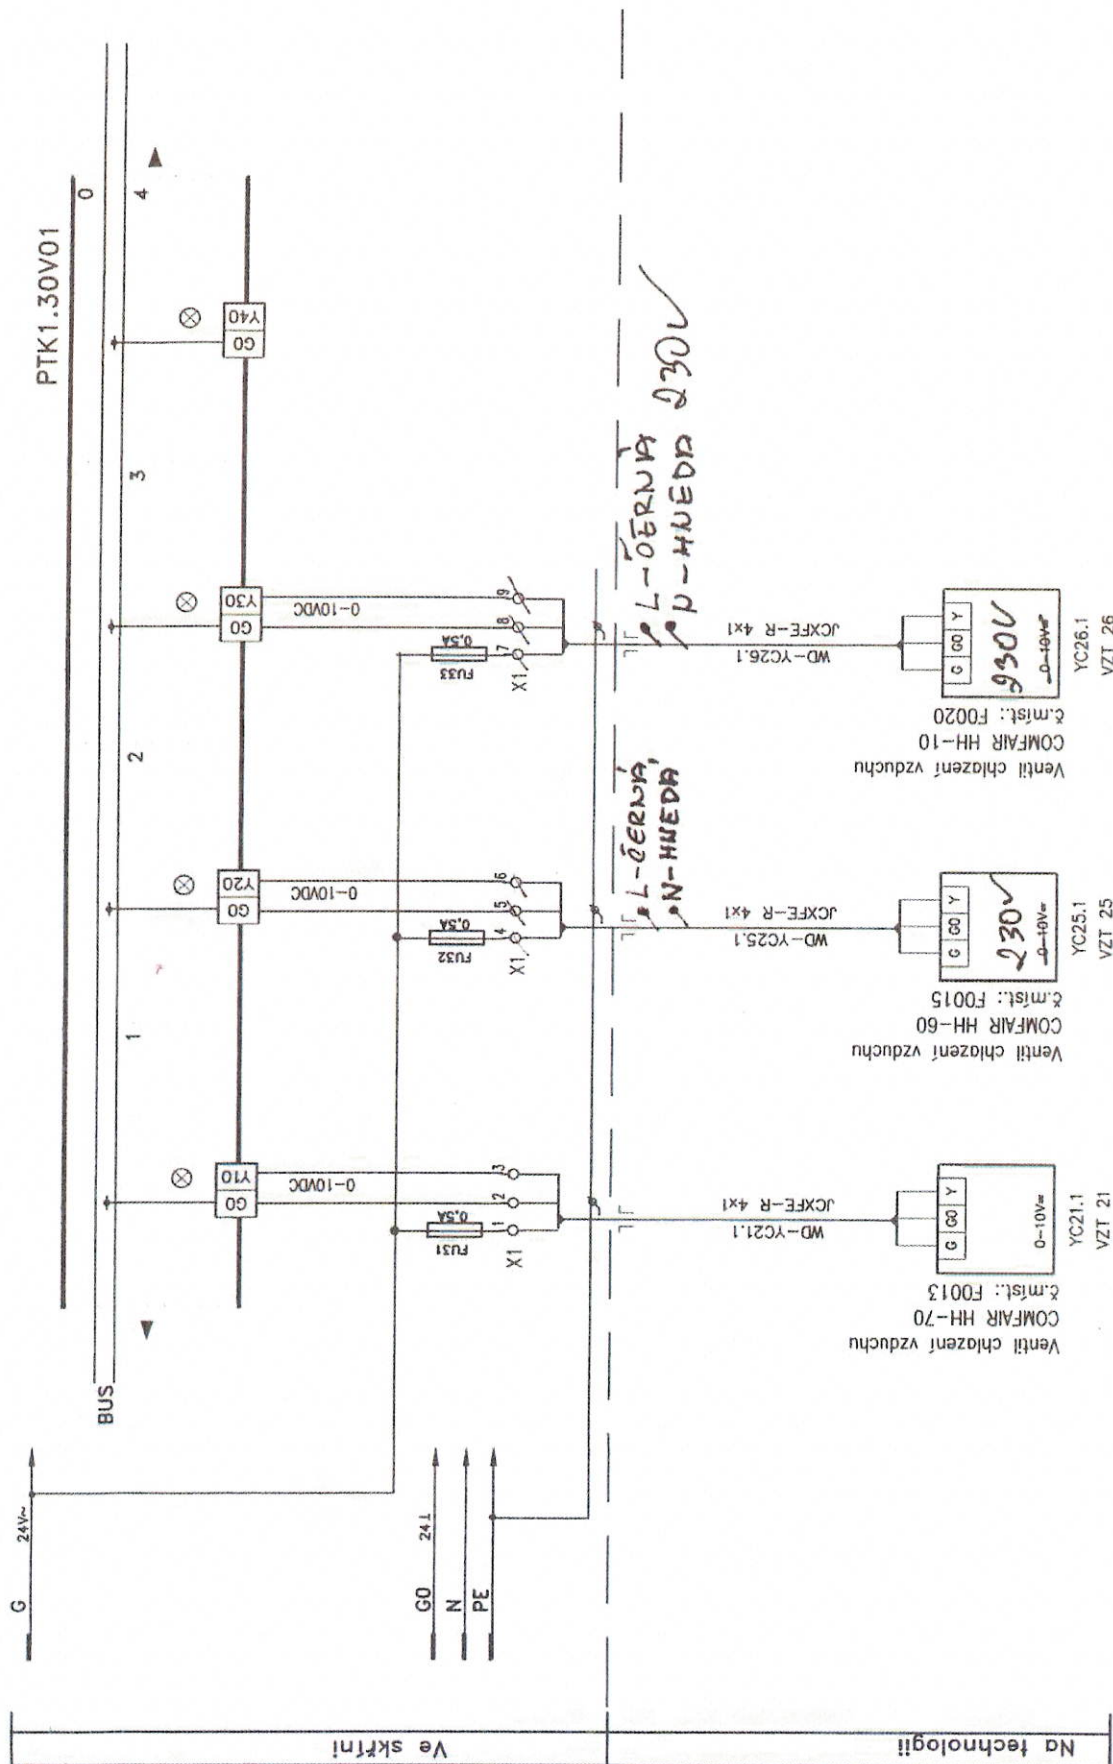 PTK1.30V01
0
4
3
2
1
BUS
G
24V~
G0
24⊥
N
PE
G0 Y10
G0 Y20
G0 Y30
G0 Y40
0-10VDC
0-10VDC
0-10VDC
FU31
0,5A
FU32
0,5A
FU33
0,5A
X1 1 2 3
X1 4 5 6
X1 7 8 9
L-ČERNÁ,
N-HNEDÁ
L-ČERNÁ
N-HNEDA 230V
WD-YC21.1
JCXFE-R 4x1
WD-YC25.1
JCXFE-R 4x1
WD-YC26.1
JCXFE-R 4x1
G G0 Y
0-10V=
G G0 Y
230V
0-10V=
G G0 Y
230V
0-10V=
Ventil chlazení vzduchu
COMFAIR HH-70
č.míst.: F0013
YC21.1
VZT 21
Ventil chlazení vzduchu
COMFAIR HH-60
č.míst.: F0015
YC25.1
VZT 25
Ventil chlazení vzduchu
COMFAIR HH-10
č.míst.: F0020
YC26.1
VZT 26
Ve skříni
Na technologii